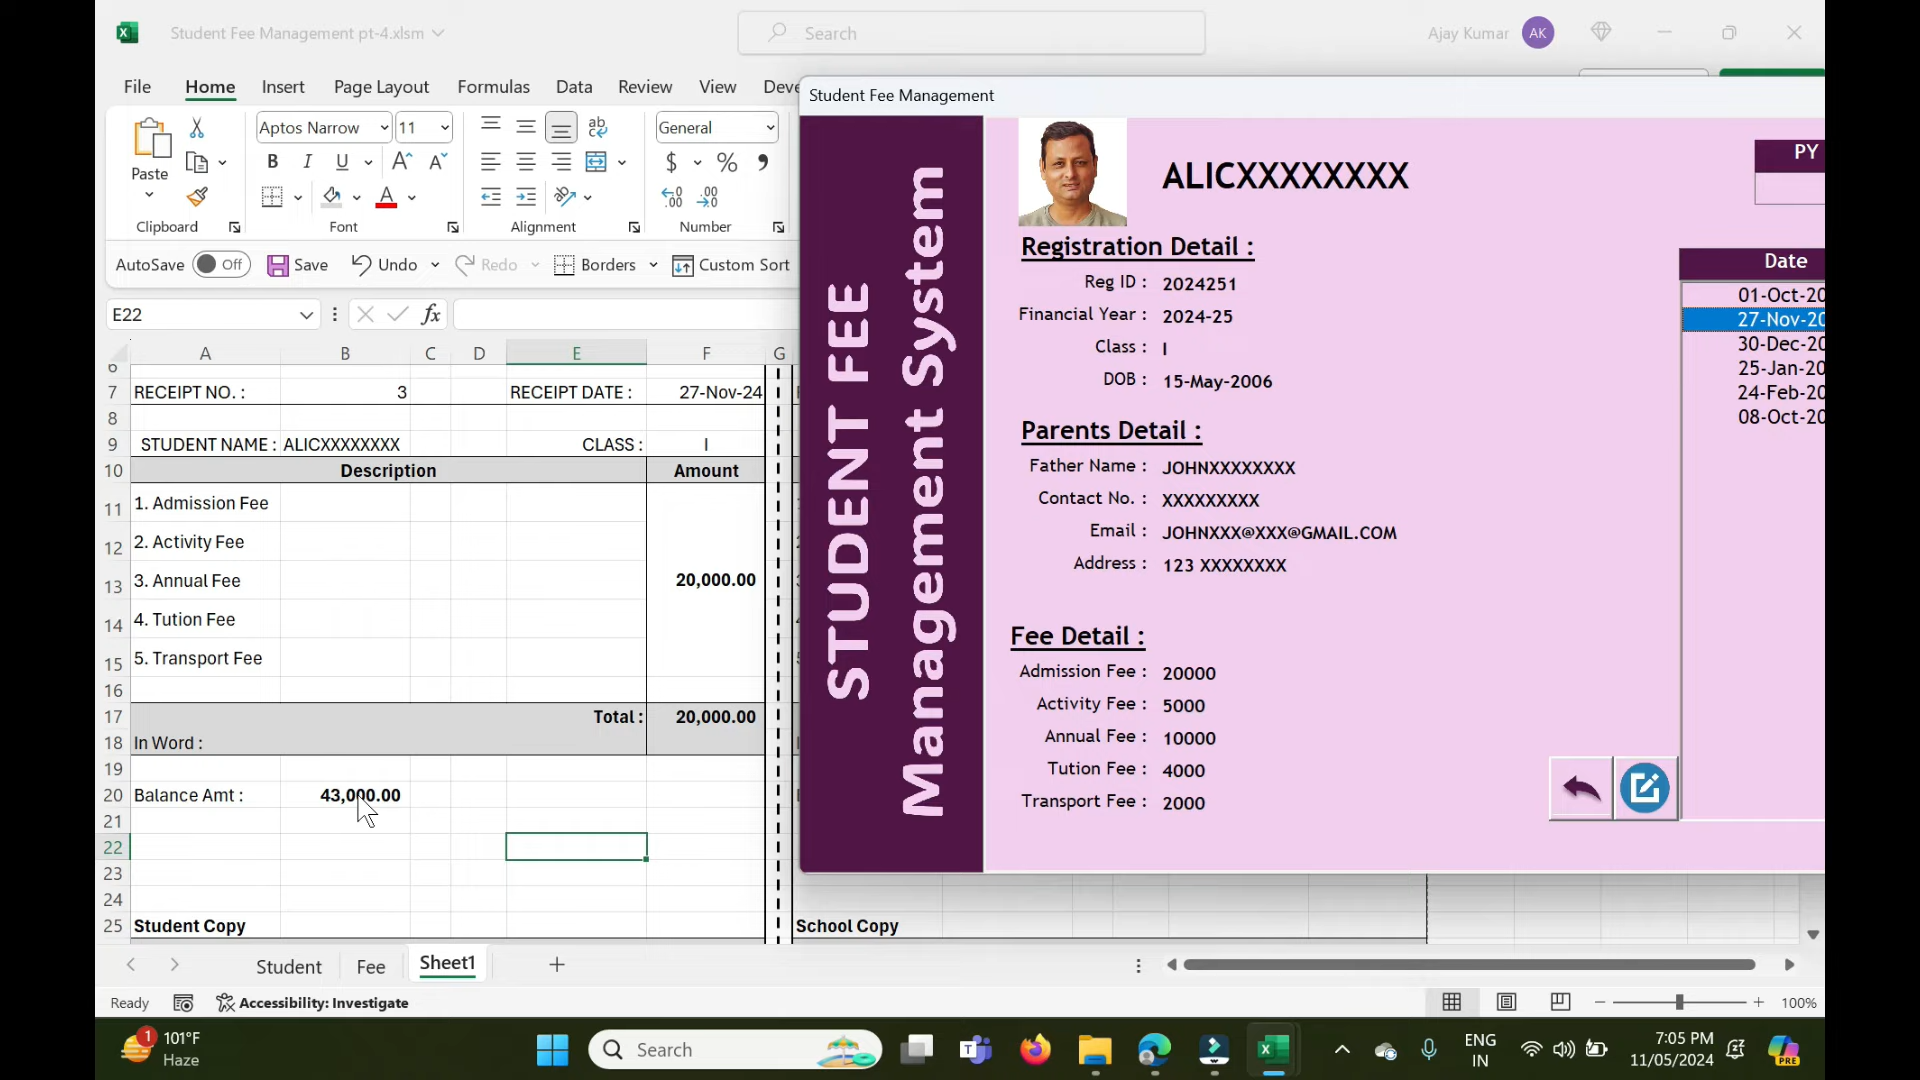 Student Fee Management pt-4.xlsm
Search
Ajay Kumar
AK
File Home Insert Page Layout Formulas Data Review View Deve
Paste
Aptos Narrow 11
General
B I U
$ % ,
Clipboard
Font
Alignment
Number
AutoSave Off Save Undo Redo Borders Custom Sort
E22
fx
A B C D E F G
7 RECEIPT NO. : 3 RECEIPT DATE : 27-Nov-24
8
9 STUDENT NAME : ALICXXXXXXXX CLASS : I
10 Description Amount
11 1. Admission Fee
12 2. Activity Fee
13 3. Annual Fee 20,000.00
14 4. Tution Fee
15 5. Transport Fee
16
17 Total : 20,000.00
18 In Word :
19
20 Balance Amt : 43,000.00
21
22
23
24
25 Student Copy School Copy
Student Fee Management
STUDENT FEE
Management System
ALICXXXXXXXX
Registration Detail :
Reg ID : 2024251
Financial Year : 2024-25
Class : I
DOB : 15-May-2006
Parents Detail :
Father Name : JOHNXXXXXXXX
Contact No. : XXXXXXXXX
Email : JOHNXXX@XXX@GMAIL.COM
Address : 123 XXXXXXXX
Fee Detail :
Admission Fee : 20000
Activity Fee : 5000
Annual Fee : 10000
Tution Fee : 4000
Transport Fee : 2000
PY
Date
01-Oct-20
27-Nov-20
30-Dec-20
25-Jan-20
24-Feb-20
08-Oct-20
Student Fee Sheet1
Ready
Accessibility: Investigate
100%
1
101°F
Haze
Search
ENG
IN
7:05 PM
11/05/2024
PRE